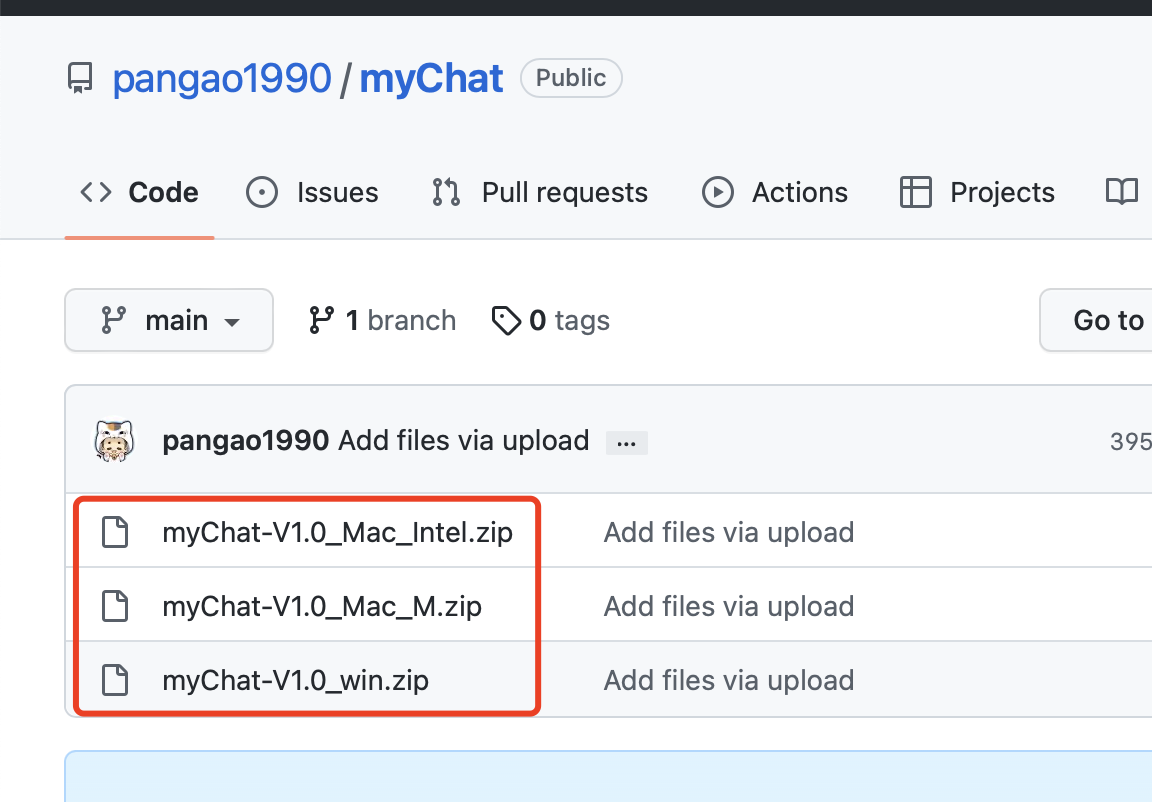 pangao1990 / myChat Public
Code Issues Pull requests Actions Projects
main 1 branch 0 tags Go to
pangao1990 Add files via upload ... 395
myChat-V1.0_Mac_Intel.zip Add files via upload
myChat-V1.0_Mac_M.zip Add files via upload
myChat-V1.0_win.zip Add files via upload